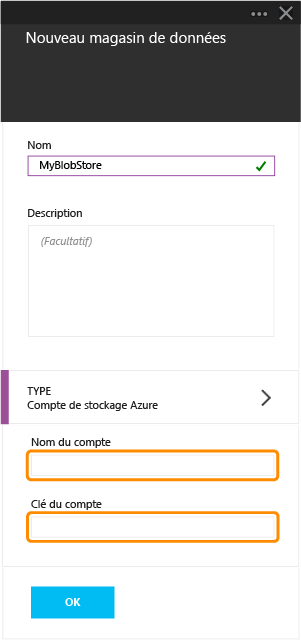 Nouveau magasin de données
Nom
MyBlobStore
Description
(Facultatif)
TYPE
Compte de stockage Azure
Nom du compte
Clé du compte
OK